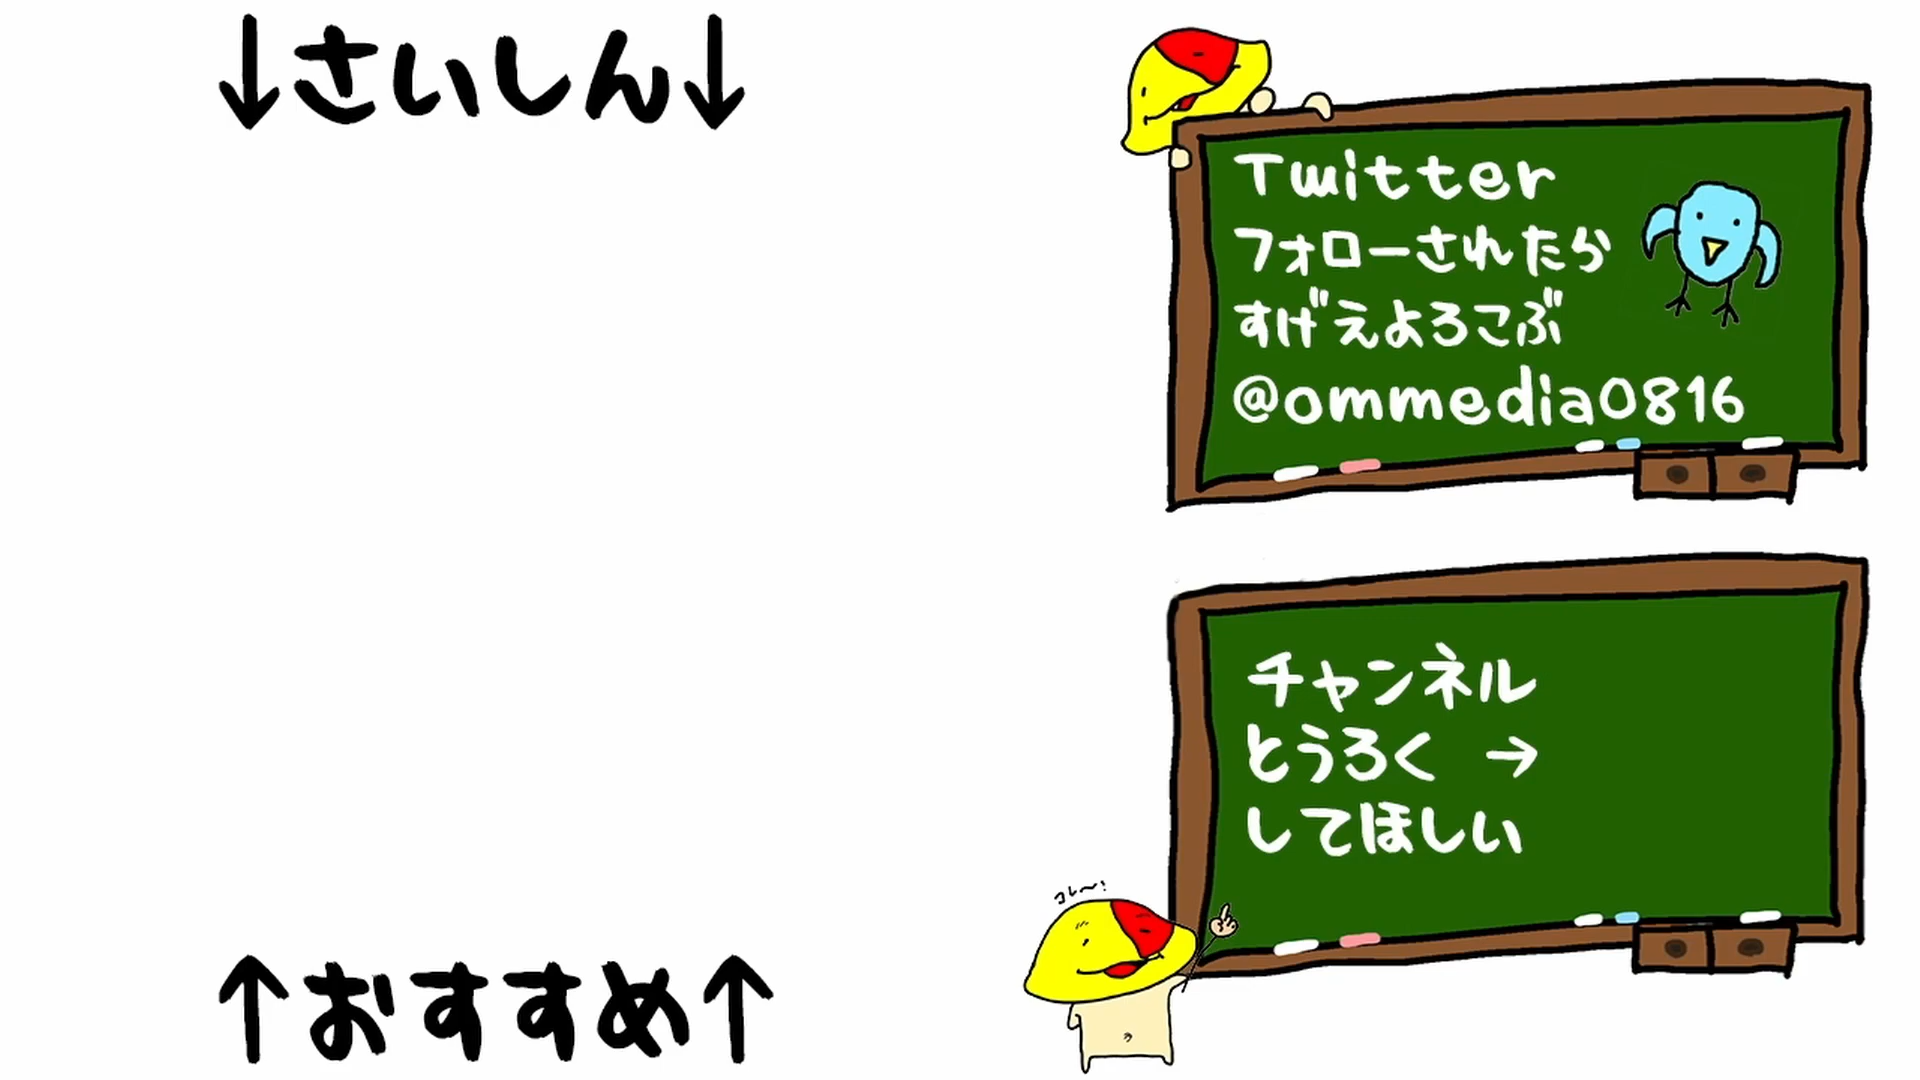 ↓さいしん↓
Twitter
フォローされたら
すげえよろこぶ
@ommedia0816
チャンネル
とうろく →
してほしい
コレ〜!
↑おすすめ↑